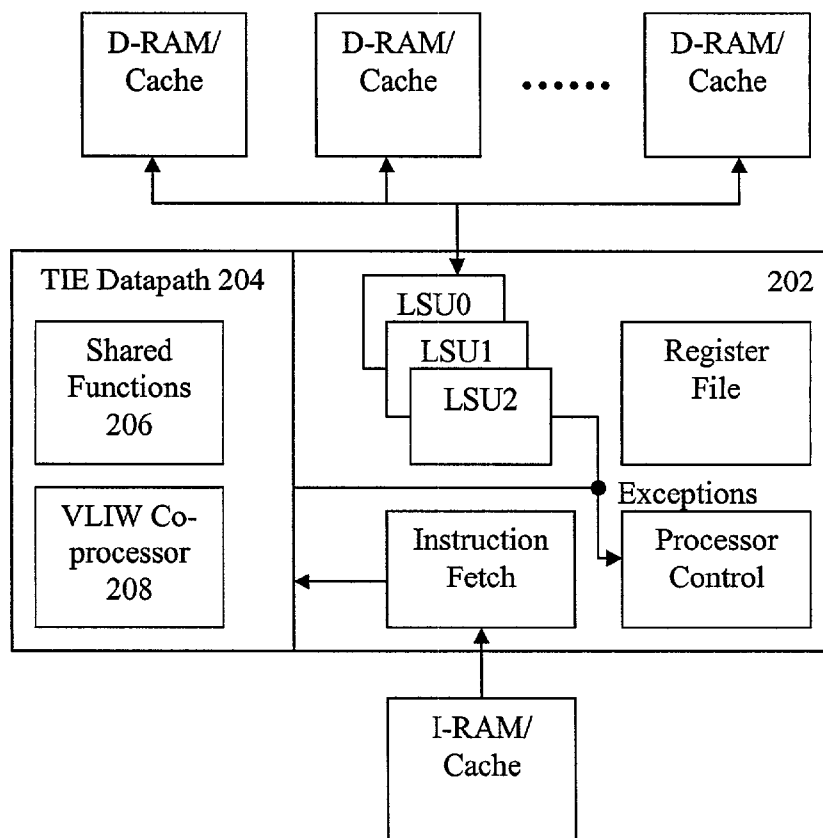 D-RAM/
Cache
D-RAM/
Cache
D-RAM/
Cache
TIE Datapath 204
202
LSU0
LSU1
LSU2
Shared
Functions
206
Register
File
VLIW Co-
processor
208
Exceptions
Instruction
Fetch
Processor
Control
I-RAM/
Cache